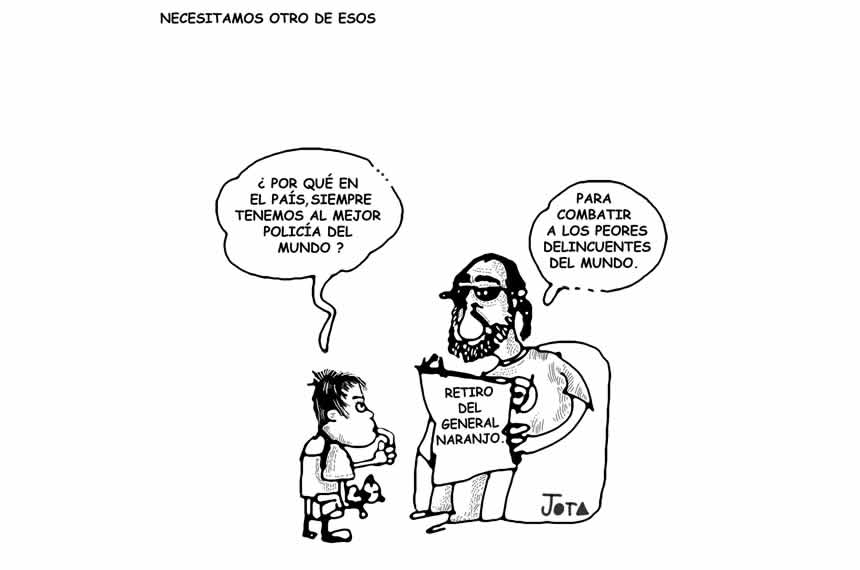 NECESITAMOS OTRO DE ESOS
¿ POR QUÉ EN
EL PAÍS,SIEMPRE
TENEMOS AL MEJOR
POLICÍA DEL
MUNDO ?
PARA
COMBATIR
A LOS PEORES
DELINCUENTES
DEL MUNDO.
RETIRO
DEL
GENERAL
NARANJO.
JOTA